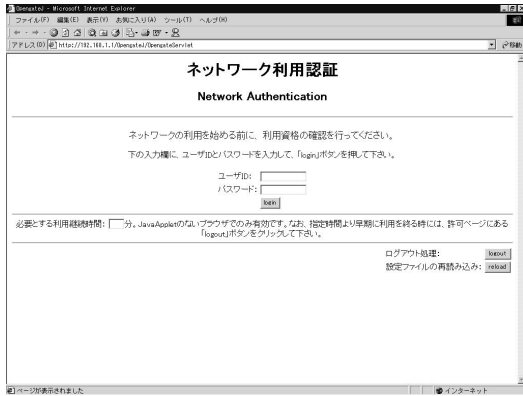 OpengateJ - Microsoft Internet Explorer
ファイル(F) 編集(E) 表示(V) お気に入り(A) ツール(T) ヘルプ(H)
アドレス(D) http://192.168.1.1/OpengateJ/OpengateServlet 移動
ネットワーク利用認証
Network Authentication
ネットワークの利用を始める前に、利用資格の確認を行ってください。
下の入力欄に、ユーザIDとパスワードを入力して、「login」ボタンを押して下さい。
ユーザID:
パスワード:
login
必要とする利用継続時間: 分。JavaAppletのないブラウザでのみ有効です。なお、指定時間より早期に利用を終る時には、許可ページにある
「logout」ボタンをクリックして下さい。
ログアウト処理: logout
設定ファイルの再読み込み: reload
ページが表示されました インターネット